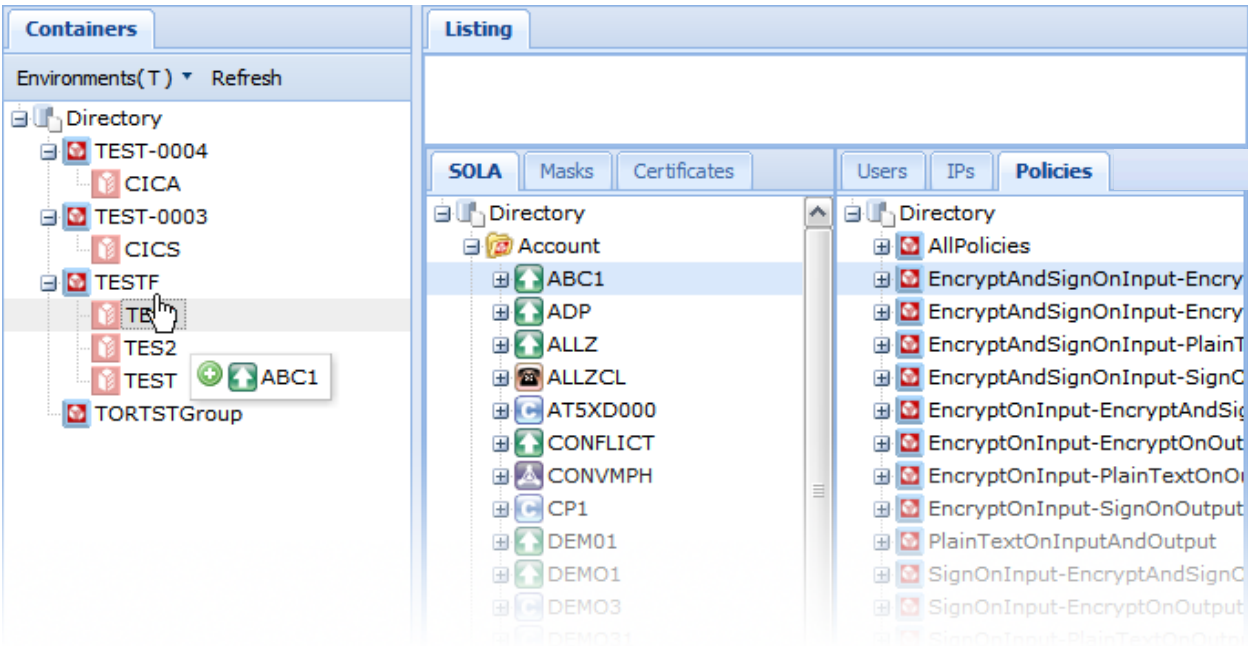 Containers
Environments(T) Refresh
Directory
TEST-0004
CICA
TEST-0003
CICS
TESTF
TES2
TEST
ABC1
TORTSTGroup
Listing
SOLA Masks Certificates
Directory
Account
ABC1
ADP
ALLZ
ALLZCL
AT5XD000
CONFLICT
CONVMPH
CP1
DEM01
DEMO1
DEMO3
DEMO31
Users IPs Policies
Directory
AllPolicies
EncryptAndSignOnInput-Encry
EncryptAndSignOnInput-Encry
EncryptAndSignOnInput-PlainT
EncryptAndSignOnInput-SignO
EncryptOnInput-EncryptAndSig
EncryptOnInput-EncryptOnOut
EncryptOnInput-PlainTextOnO
EncryptOnInput-SignOnOutput
PlainTextOnInputAndOutput
SignOnInput-EncryptAndSignO
SignOnInput-EncryptOnOutput
SignOnInput-PlainTextOnOutp